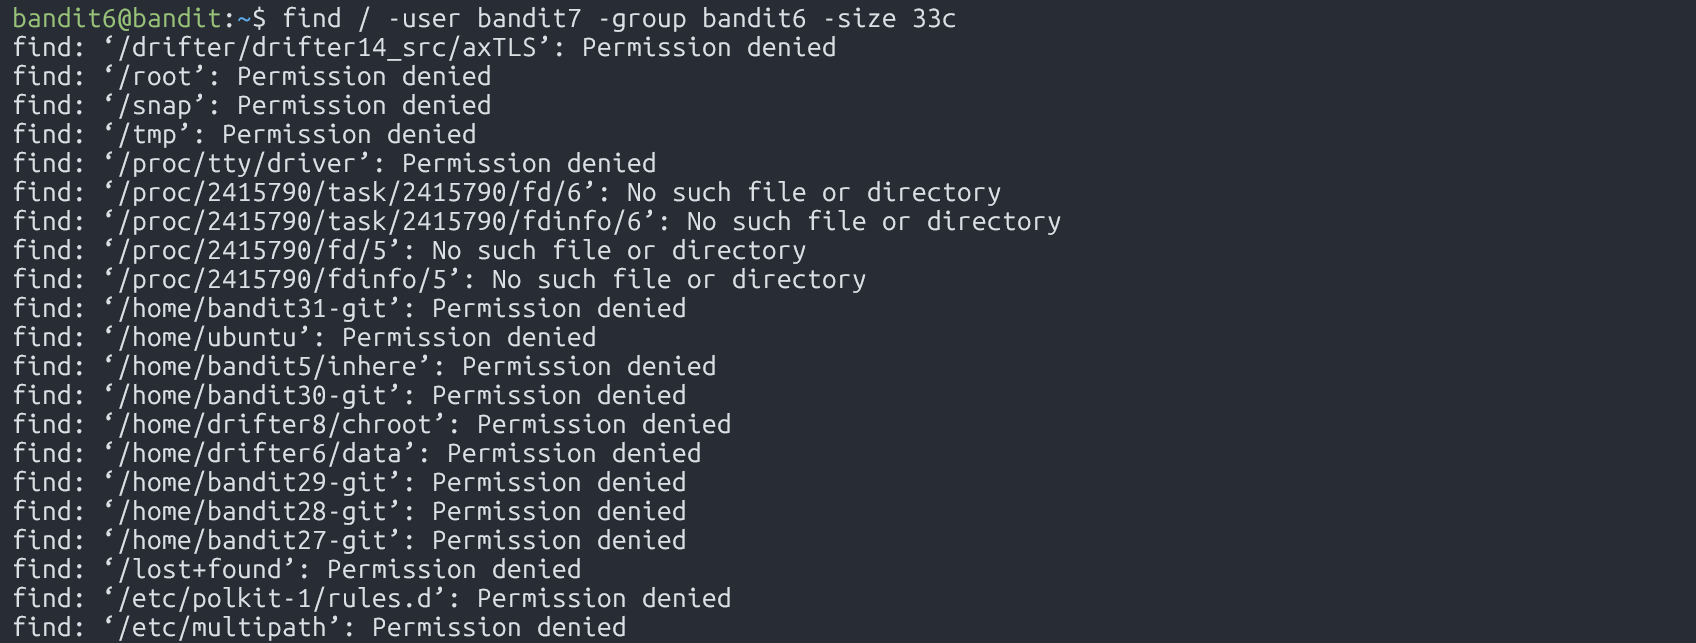 bandit6@bandit:~$ find / -user bandit7 -group bandit6 -size 33c
find: ‘/drifter/drifter14_src/axTLS’: Permission denied
find: ‘/root’: Permission denied
find: ‘/snap’: Permission denied
find: ‘/tmp’: Permission denied
find: ‘/proc/tty/driver’: Permission denied
find: ‘/proc/2415790/task/2415790/fd/6’: No such file or directory
find: ‘/proc/2415790/task/2415790/fdinfo/6’: No such file or directory
find: ‘/proc/2415790/fd/5’: No such file or directory
find: ‘/proc/2415790/fdinfo/5’: No such file or directory
find: ‘/home/bandit31-git’: Permission denied
find: ‘/home/ubuntu’: Permission denied
find: ‘/home/bandit5/inhere’: Permission denied
find: ‘/home/bandit30-git’: Permission denied
find: ‘/home/drifter8/chroot’: Permission denied
find: ‘/home/drifter6/data’: Permission denied
find: ‘/home/bandit29-git’: Permission denied
find: ‘/home/bandit28-git’: Permission denied
find: ‘/home/bandit27-git’: Permission denied
find: ‘/lost+found’: Permission denied
find: ‘/etc/polkit-1/rules.d’: Permission denied
find: ‘/etc/multipath’: Permission denied